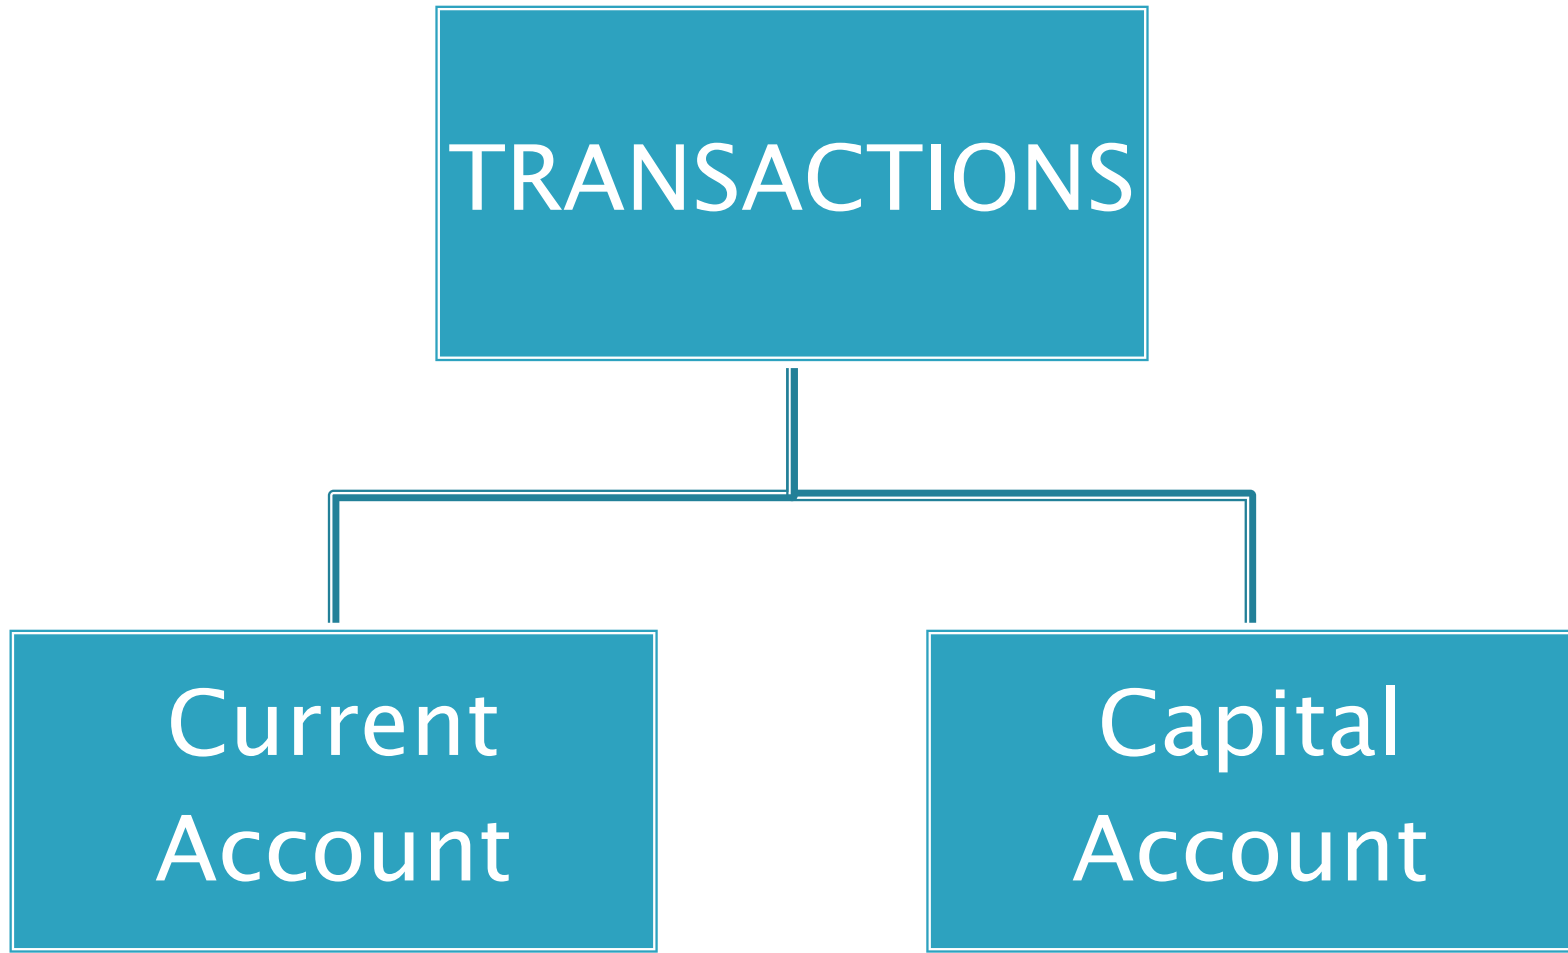 TRANSACTIONS
Current
Account
Capital
Account